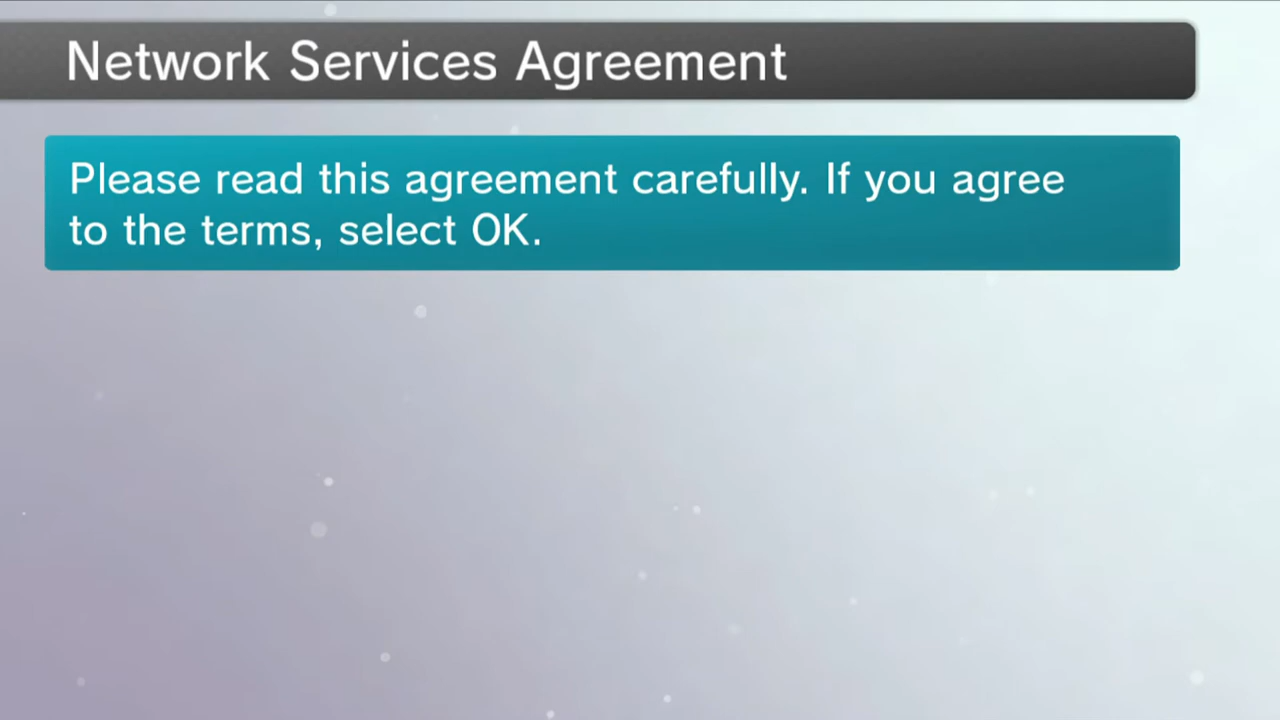 Network Services Agreement
Please read this agreement carefully. If you agree
to the terms, select OK.